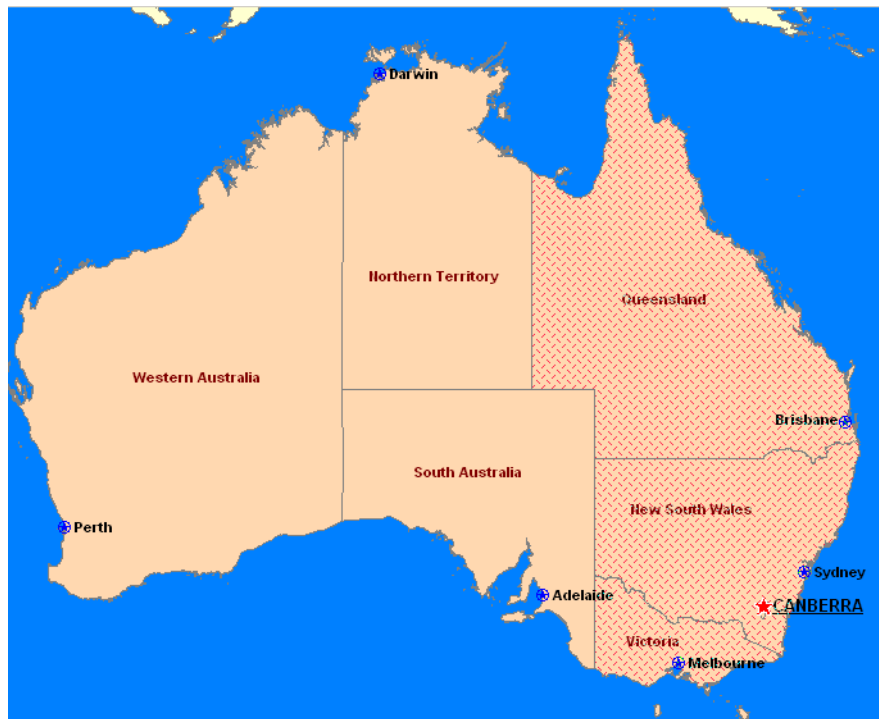 Darwin
Northern Territory
Queensland
Western Australia
Brisbane
South Australia
New South Wales
Perth
Sydney
Adelaide
CANBERRA
Victoria
Melbourne